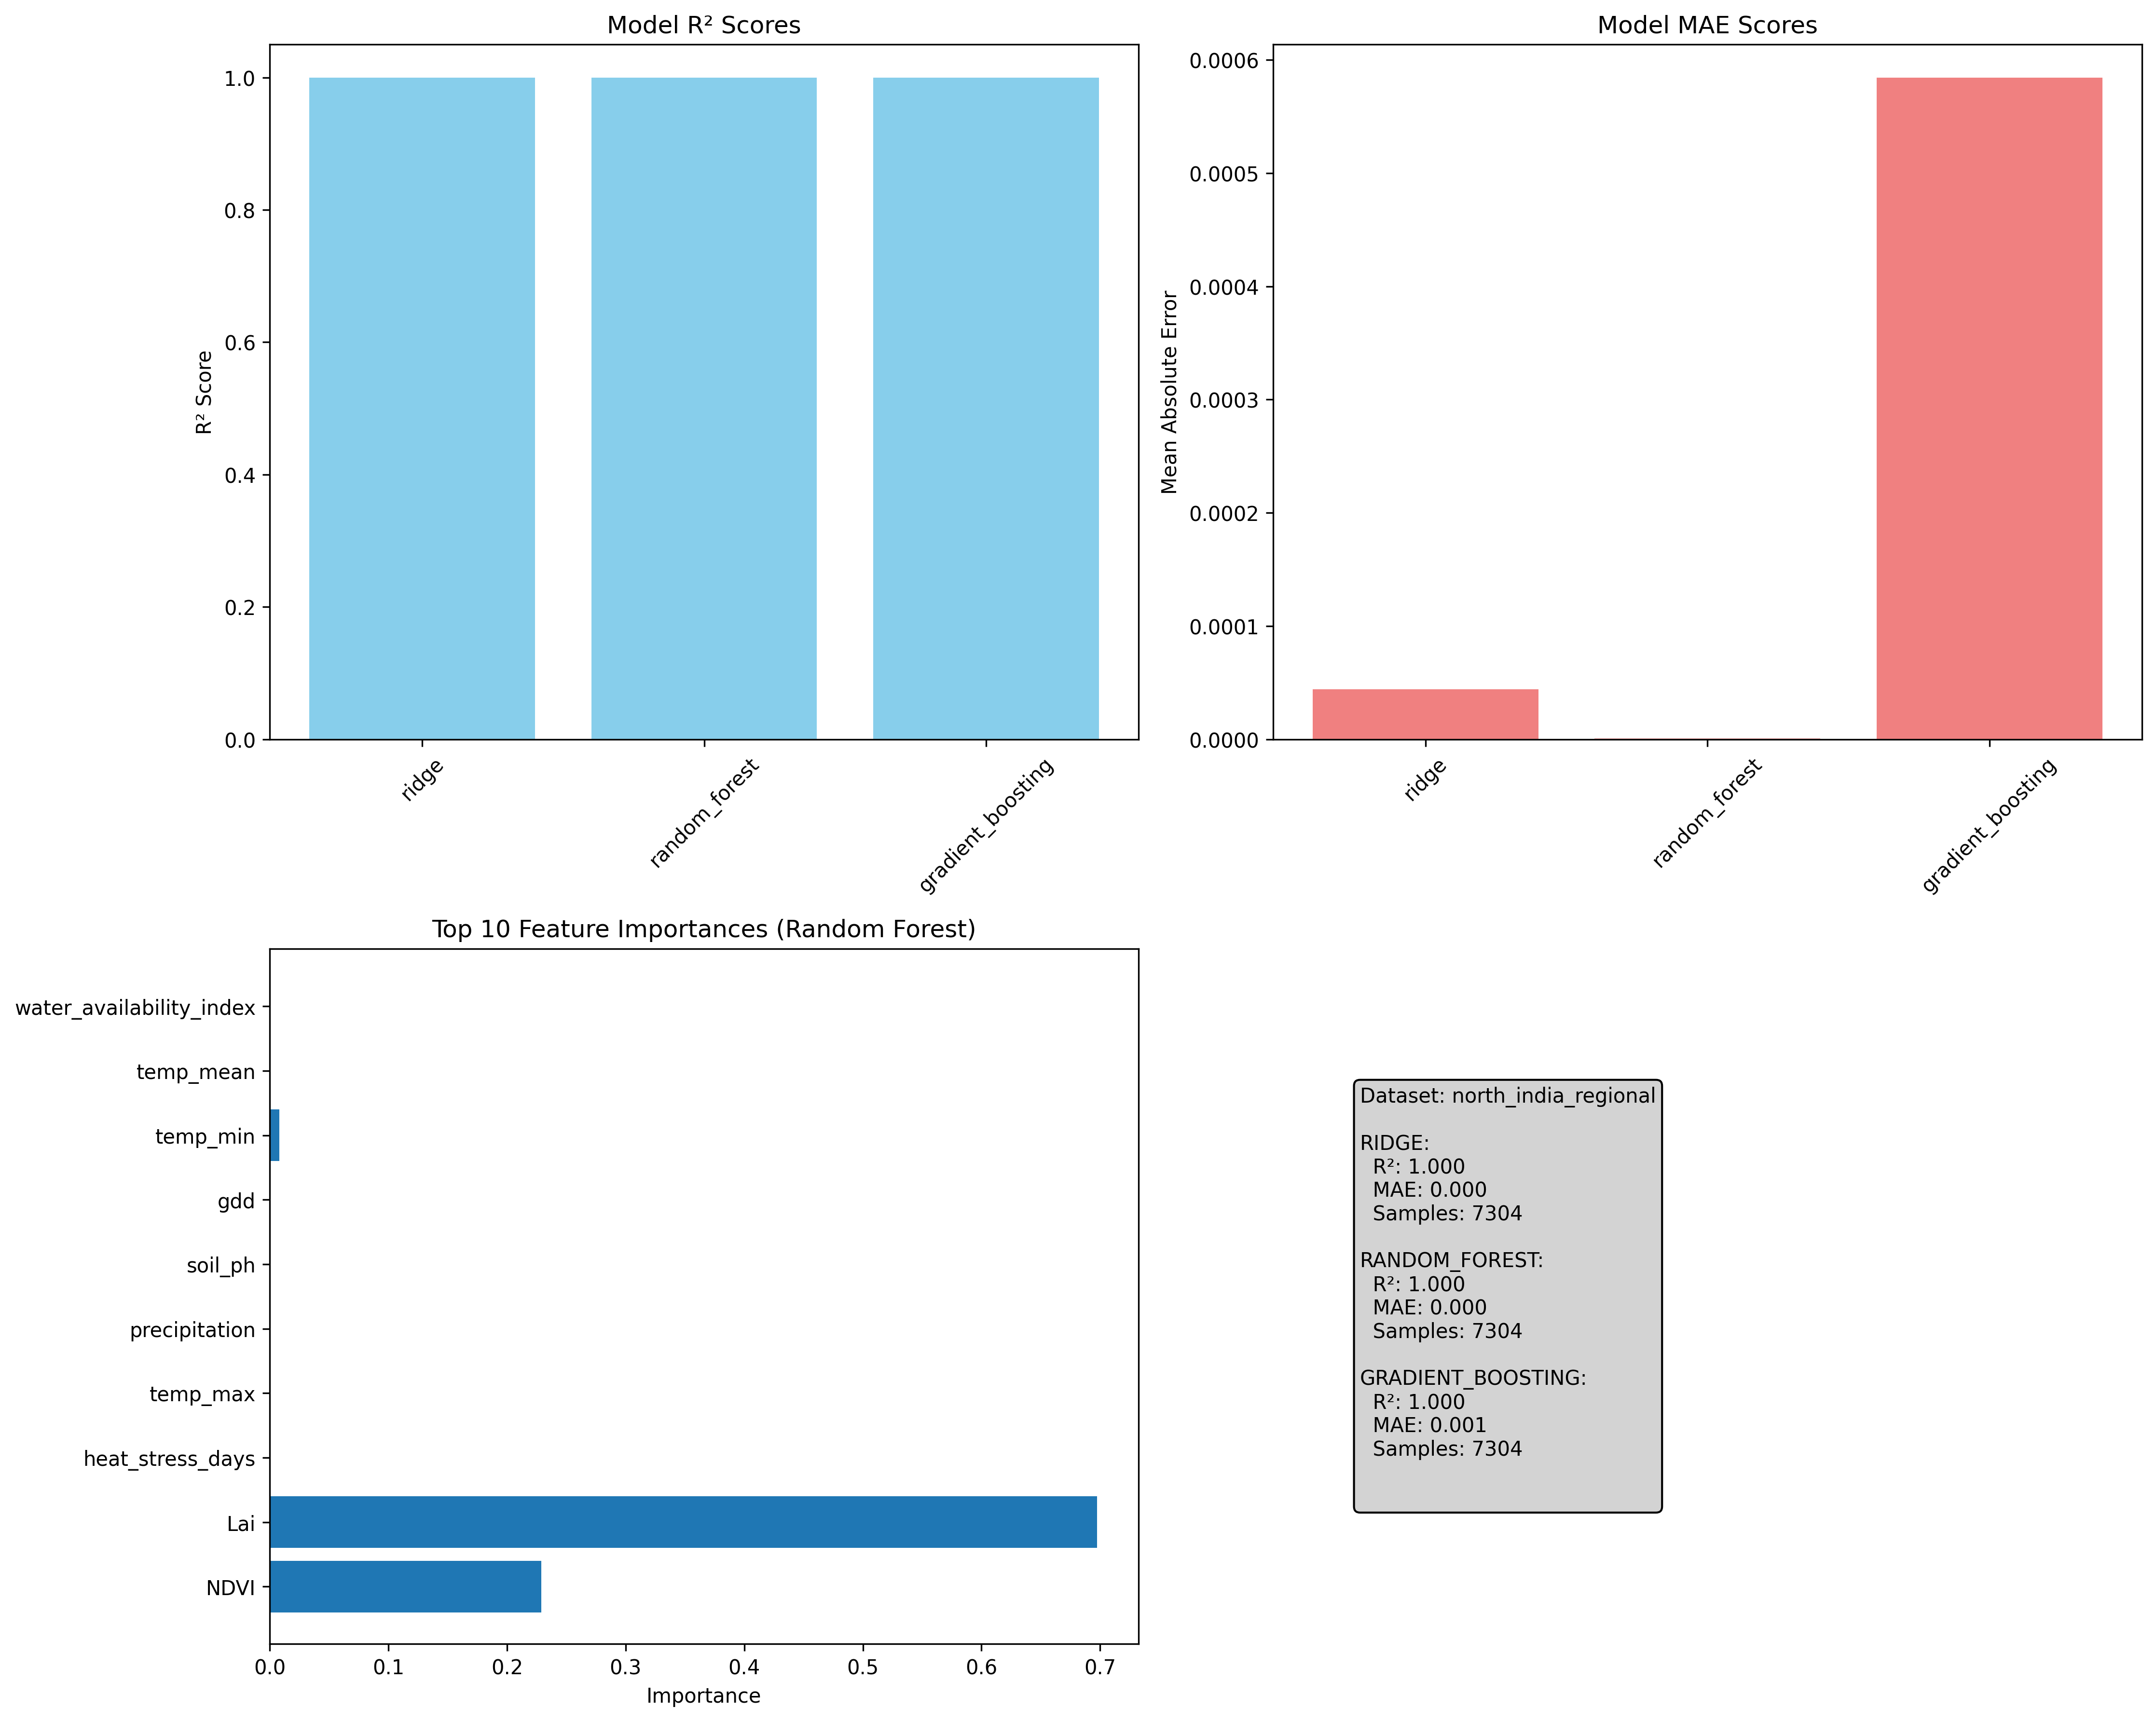 Model R² Scores
R² Score
1.0
0.8
0.6
0.4
0.2
0.0
ridge
random_forest
gradient_boosting
Model MAE Scores
Mean Absolute Error
0.0006
0.0005
0.0004
0.0003
0.0002
0.0001
0.0000
ridge
random_forest
gradient_boosting
Top 10 Feature Importances (Random Forest)
water_availability_index
temp_mean
temp_min
gdd
soil_ph
precipitation
temp_max
heat_stress_days
Lai
NDVI
0.0 0.1 0.2 0.3 0.4 0.5 0.6 0.7
Importance
Dataset: north_india_regional
RIDGE:
R²: 1.000
MAE: 0.000
Samples: 7304
RANDOM_FOREST:
R²: 1.000
MAE: 0.000
Samples: 7304
GRADIENT_BOOSTING:
R²: 1.000
MAE: 0.001
Samples: 7304